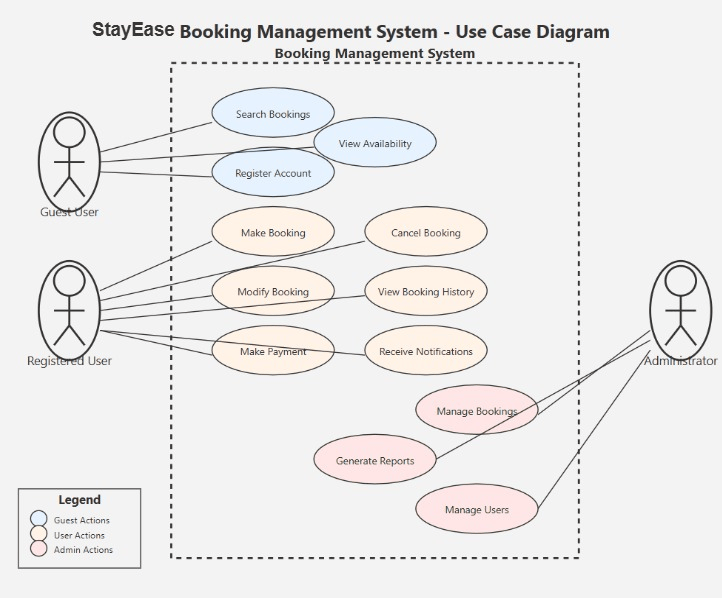 StayEase Booking Management System - Use Case Diagram
Booking Management System
Search Bookings
View Availability
Register Account
Guest User
Make Booking
Cancel Booking
Modify Booking
View Booking History
Make Payment
Receive Notifications
Registered User
Administrator
Manage Bookings
Generate Reports
Manage Users
Legend
Guest Actions
User Actions
Admin Actions